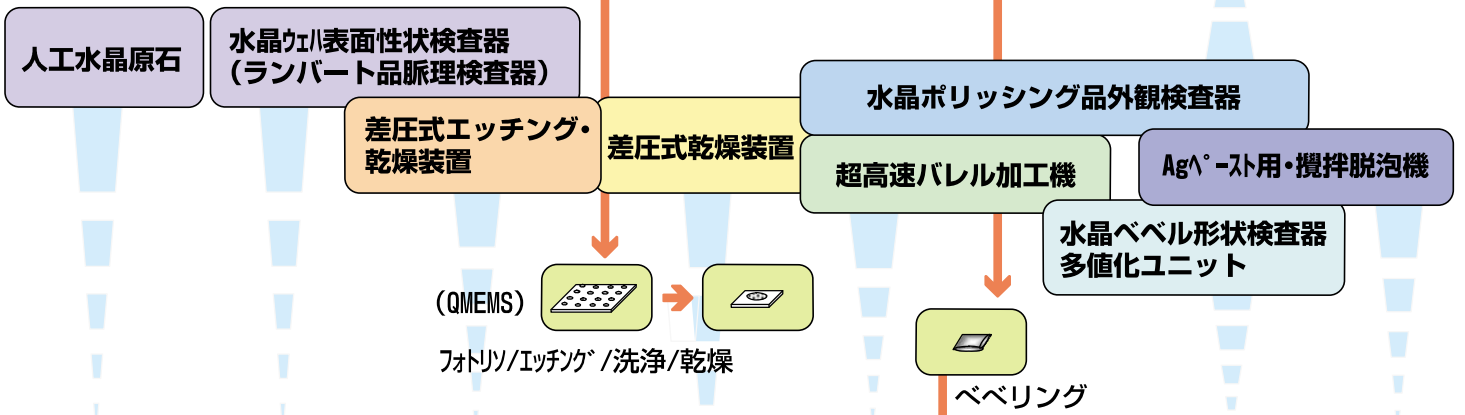 人工水晶原石
水晶ｳｪﾊ表面性状検査器
（ランバート品脈理検査器）
差圧式エッチング・
乾燥装置
差圧式乾燥装置
水晶ポリッシング品外観検査器
超高速バレル加工機
Agﾍﾟｰｽﾄ用・攪拌脱泡機
水晶ベベル形状検査器
多値化ユニット
（QMEMS）
ﾌｫﾄﾘｿ/ｴｯﾁﾝｸﾞ/洗浄/乾燥
ベベリング